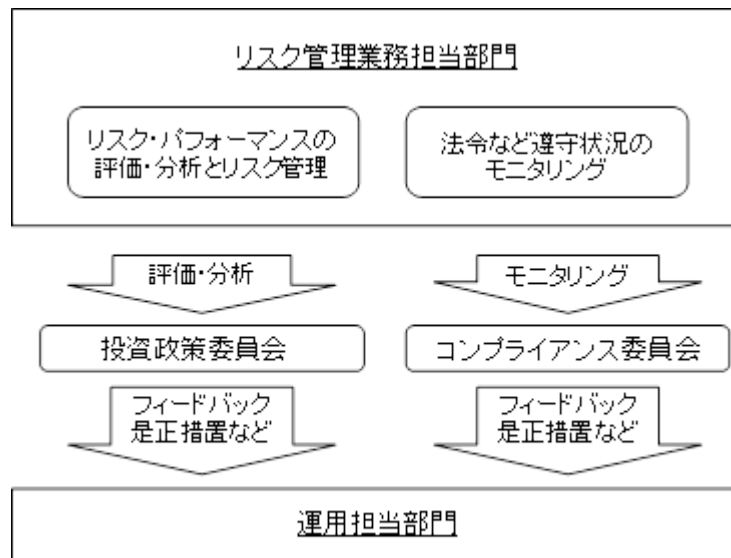 リスク管理業務担当部門
リスク・パフォーマンスの
評価・分析とリスク管理
法令など遵守状況の
モニタリング
評価・分析
モニタリング
投資政策委員会
コンプライアンス委員会
フィードバック
是正措置など
フィードバック
是正措置など
運用担当部門